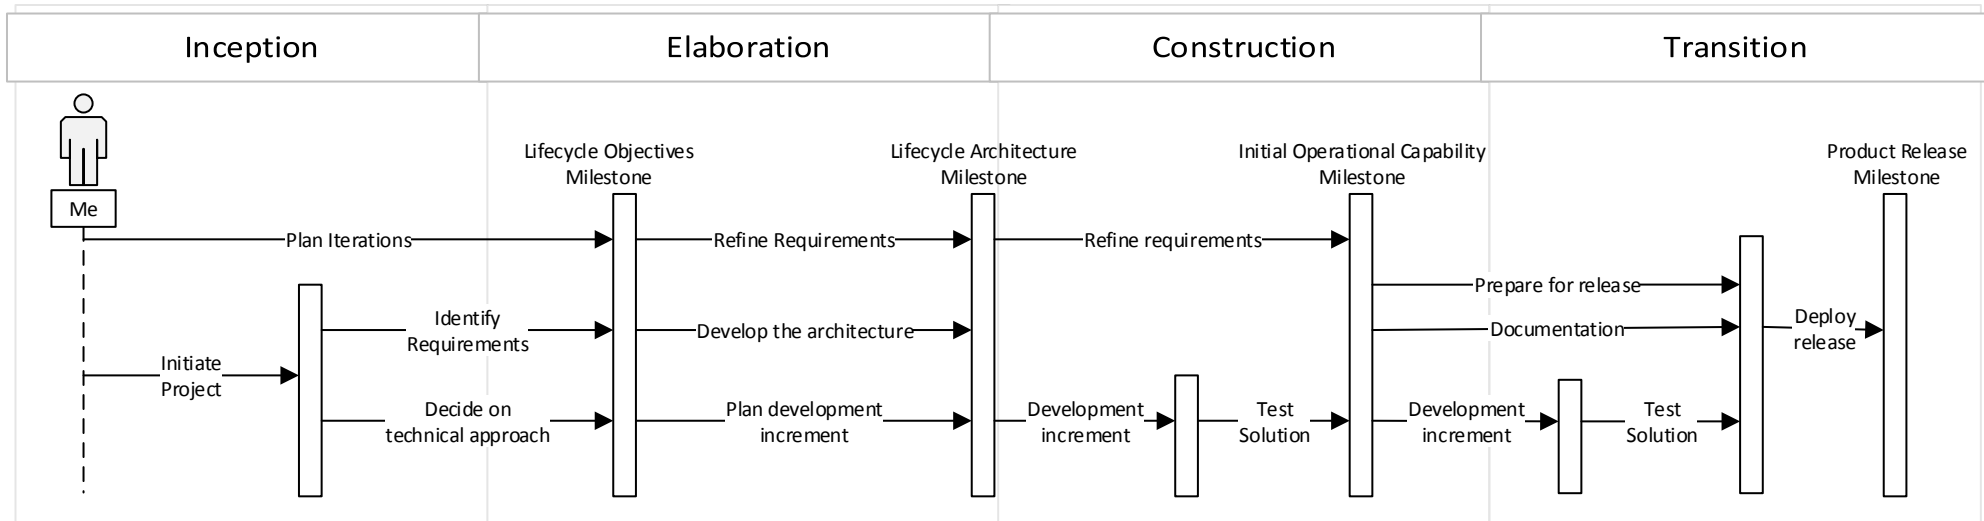 Inception
Elaboration
Construction
Transition
Lifecycle Objectives
Milestone
Lifecycle Architecture
Milestone
Initial Operational Capability
Milestone
Product Release
Milestone
Me
Plan Iterations
Refine Requirements
Refine requirements
Prepare for release
Identify
Requirements
Develop the architecture
Documentation
Deploy
release
Initiate
Project
Decide on
technical approach
Plan development
increment
Development
increment
Test
Solution
Development
increment
Test
Solution